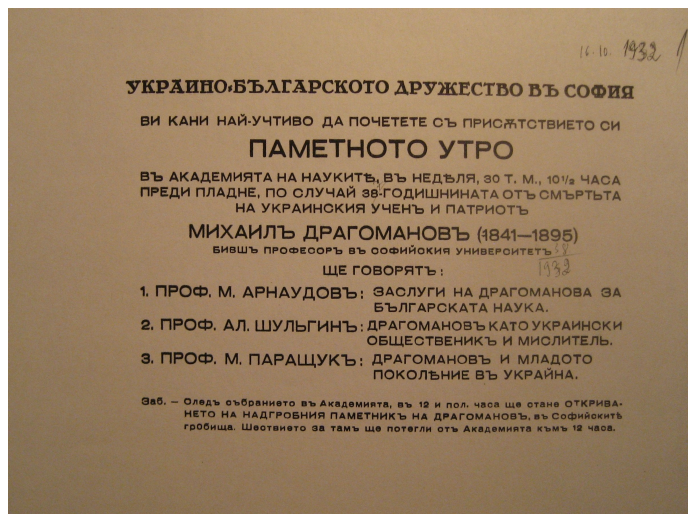 16.10. 1932
УКРАИНО-БЪЛГАРСКОТО ДРУЖЕСТВО ВЪ СОФИЯ
ВИ КАНИ НАЙ-УЧТИВО ДА ПОЧЕТЕТЕ СЪ ПРИСѪТСТВИЕТО СИ
ПАМЕТНОТО УТРО
ВЪ АКАДЕМИЯТА НА НАУКИТѢ, ВЪ НЕДѢЛЯ, 30 Т. М., 10½ ЧАСА
ПРЕДИ ПЛАДНЕ, ПО СЛУЧАЙ 38-ГОДИШНИНАТА ОТЪ СМЪРТЬТА
НА УКРАИНСКИЯ УЧЕНЪ И ПАТРИОТЪ
МИХАИЛЪ ДРАГОМАНОВЪ (1841—1895)
БИВШЪ ПРОФЕСОРЪ ВЪ СОФИЙСКИЯ УНИВЕРСИТЕТЪ 38
1932
ЩЕ ГОВОРЯТЪ:
1. ПРОФ. М. АРНАУДОВЪ: ЗАСЛУГИ НА ДРАГОМАНОВА ЗА
БЪЛГАРСКАТА НАУКА.
2. ПРОФ. АЛ. ШУЛЬГИНЪ: ДРАГОМАНОВЪ КАТО УКРАИНСКИ
ОБЩЕСТВЕНИКЪ И МИСЛИТЕЛЬ.
3. ПРОФ. М. ПАРАЩУКЪ: ДРАГОМАНОВЪ И МЛАДОТО
ПОКОЛѢНИЕ ВЪ УКРАЙНА.
Заб. — Следъ събранието въ Академията, въ 12 и пол. часа ще стане ОТКРИВА-
НЕТО НА НАДГРОБНИЯ ПАМЕТНИКЪ НА ДРАГОМАНОВЪ, въ Софийскитѣ
гробища. Шествието за тамъ ще потегли отъ Академията къмъ 12 часа.